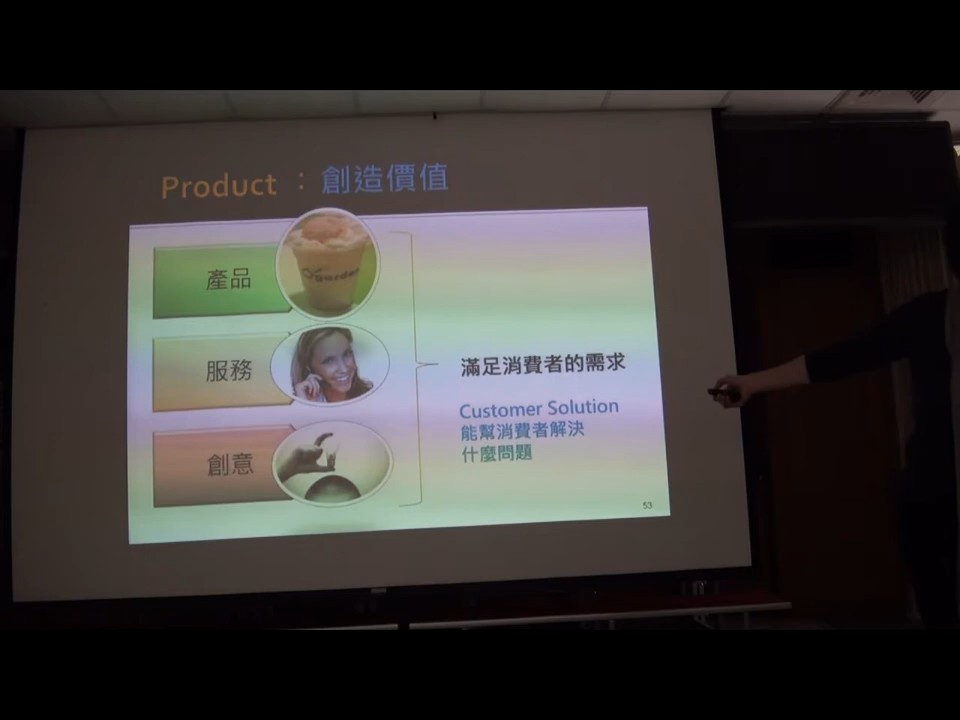 Product ：創造價值
產品
服務
創意
滿足消費者的需求
Customer Solution
能幫消費者解決
什麼問題
53